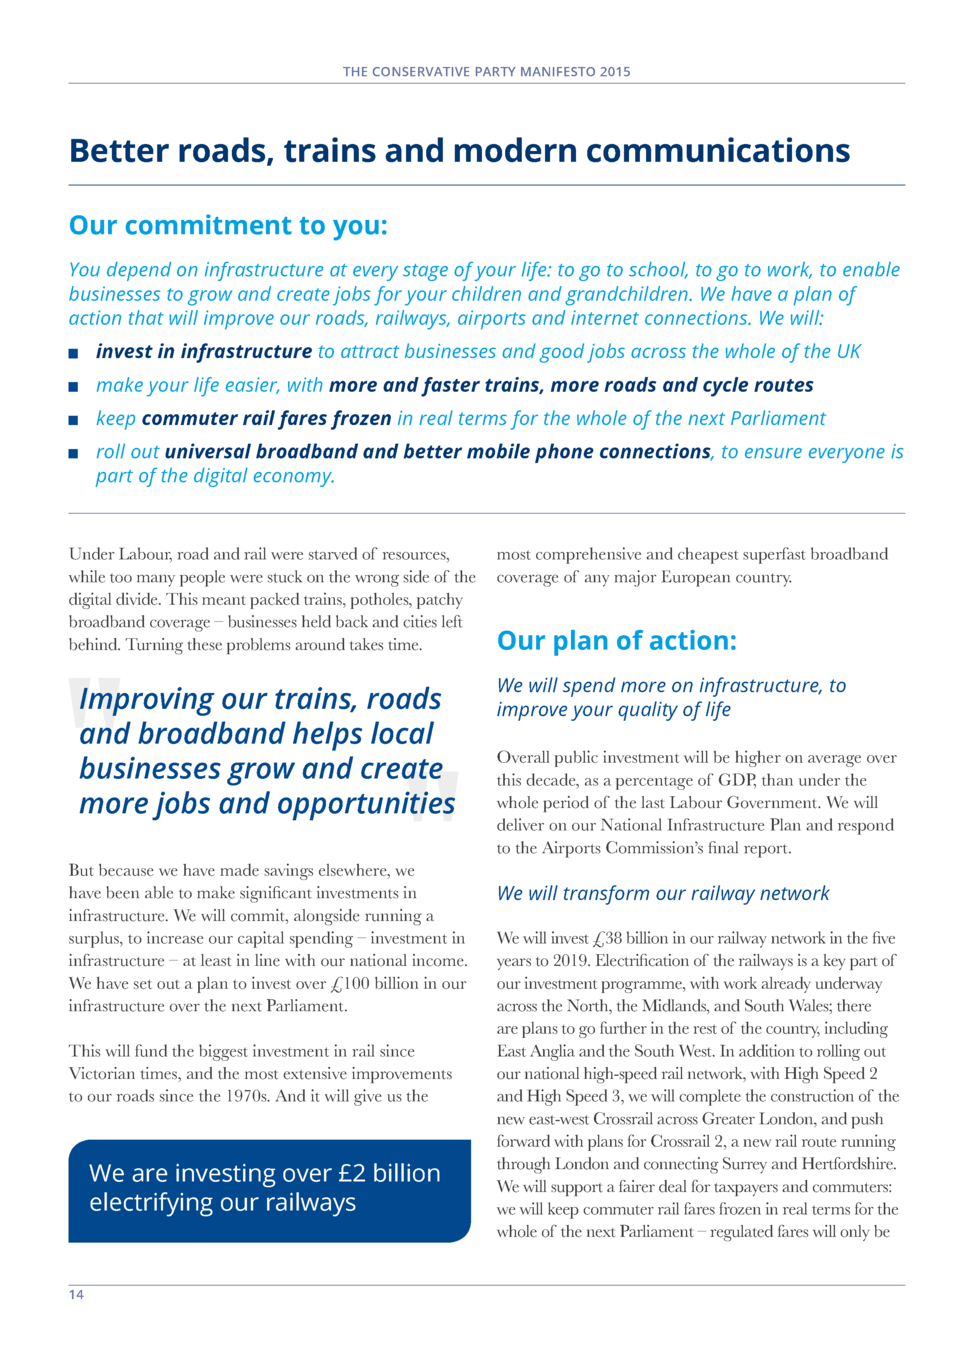 THE CONSERVATIVE PARTY MANIFESTO 2015
Better roads, trains and modern communications
Our commitment to you:
You depend on infrastructure at every stage of your life: to go to school, to go to work, to enable
businesses to grow and create jobs for your children and grandchildren. We have a plan of
action that will improve our roads, railways, airports and internet connections. We will:
■ invest in infrastructure to attract businesses and good jobs across the whole of the UK
■ make your life easier, with more and faster trains, more roads and cycle routes
■ keep commuter rail fares frozen in real terms for the whole of the next Parliament
■ roll out universal broadband and better mobile phone connections, to ensure everyone is
part of the digital economy.
Under Labour, road and rail were starved of resources,
while too many people were stuck on the wrong side of the
digital divide. This meant packed trains, potholes, patchy
broadband coverage – businesses held back and cities left
behind. Turning these problems around takes time.
"Improving our trains, roads
and broadband helps local
businesses grow and create
more jobs and opportunities"
But because we have made savings elsewhere, we
have been able to make significant investments in
infrastructure. We will commit, alongside running a
surplus, to increase our capital spending – investment in
infrastructure – at least in line with our national income.
We have set out a plan to invest over £100 billion in our
infrastructure over the next Parliament.
This will fund the biggest investment in rail since
Victorian times, and the most extensive improvements
to our roads since the 1970s. And it will give us the
We are investing over £2 billion
electrifying our railways
most comprehensive and cheapest superfast broadband
coverage of any major European country.
Our plan of action:
We will spend more on infrastructure, to
improve your quality of life
Overall public investment will be higher on average over
this decade, as a percentage of GDP, than under the
whole period of the last Labour Government. We will
deliver on our National Infrastructure Plan and respond
to the Airports Commission’s final report.
We will transform our railway network
We will invest £38 billion in our railway network in the five
years to 2019. Electrification of the railways is a key part of
our investment programme, with work already underway
across the North, the Midlands, and South Wales; there
are plans to go further in the rest of the country, including
East Anglia and the South West. In addition to rolling out
our national high-speed rail network, with High Speed 2
and High Speed 3, we will complete the construction of the
new east-west Crossrail across Greater London, and push
forward with plans for Crossrail 2, a new rail route running
through London and connecting Surrey and Hertfordshire.
We will support a fairer deal for taxpayers and commuters:
we will keep commuter rail fares frozen in real terms for the
whole of the next Parliament – regulated fares will only be
14